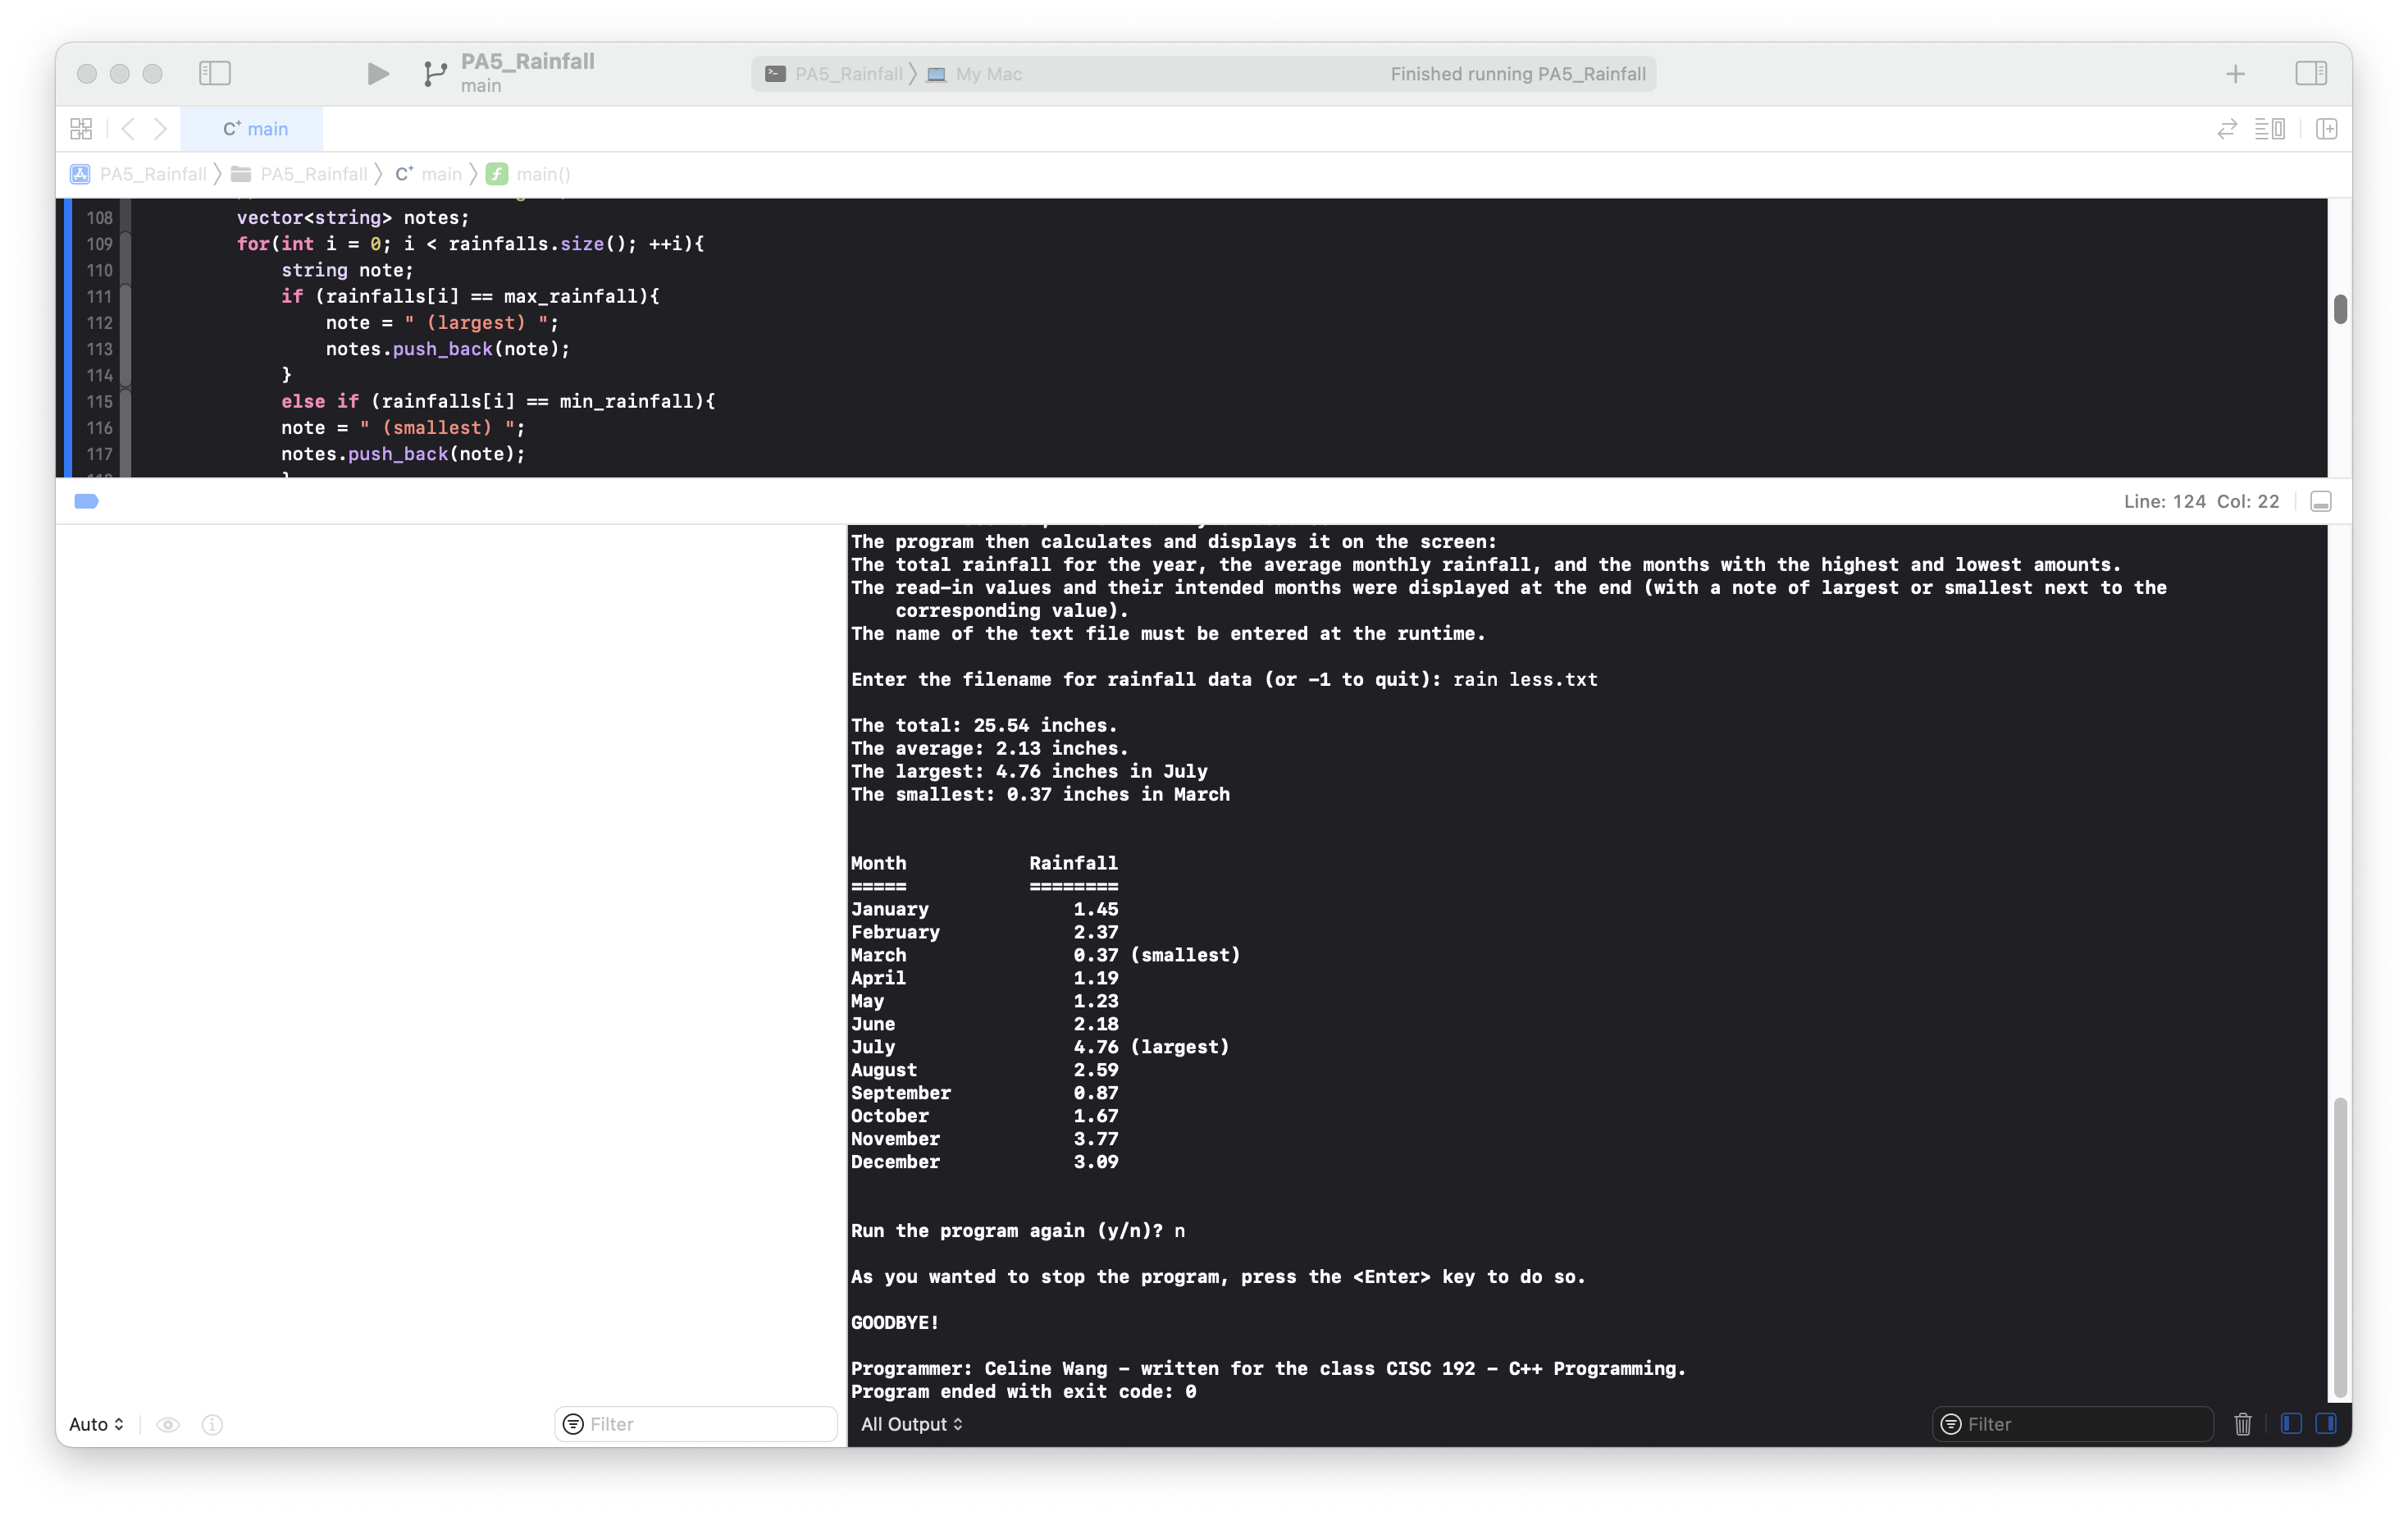 PA5_Rainfall
main
PA5_Rainfall My Mac
Finished running PA5_Rainfall
C+ main
PA5_Rainfall PA5_Rainfall C+ main f main()
108 vector<string> notes;
109 for(int i = 0; i < rainfalls.size(); ++i){
110 string note;
111 if (rainfalls[i] == max_rainfall){
112 note = " (largest) ";
113 notes.push_back(note);
114 }
115 else if (rainfalls[i] == min_rainfall){
116 note = " (smallest) ";
117 notes.push_back(note);
Line: 124 Col: 22
The program then calculates and displays it on the screen:
The total rainfall for the year, the average monthly rainfall, and the months with the highest and lowest amounts.
The read-in values and their intended months were displayed at the end (with a note of largest or smallest next to the
corresponding value).
The name of the text file must be entered at the runtime.
Enter the filename for rainfall data (or -1 to quit): rain less.txt
The total: 25.54 inches.
The average: 2.13 inches.
The largest: 4.76 inches in July
The smallest: 0.37 inches in March
Month Rainfall
===== ========
January 1.45
February 2.37
March 0.37 (smallest)
April 1.19
May 1.23
June 2.18
July 4.76 (largest)
August 2.59
September 0.87
October 1.67
November 3.77
December 3.09
Run the program again (y/n)? n
As you wanted to stop the program, press the <Enter> key to do so.
GOODBYE!
Programmer: Celine Wang - written for the class CISC 192 - C++ Programming.
Program ended with exit code: 0
Auto Filter All Output Filter